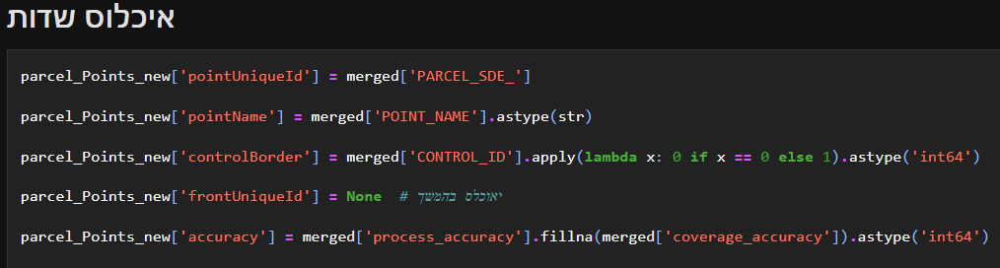 איכלוס שדות
parcel_Points_new['pointUniqueId'] = merged['PARCEL_SDE_']
parcel_Points_new['pointName'] = merged['POINT_NAME'].astype(str)
parcel_Points_new['controlBorder'] = merged['CONTROL_ID'].apply(lambda x: 0 if x == 0 else 1).astype('int64')
parcel_Points_new['frontUniqueId'] = None  # יאוכלס בהמשך
parcel_Points_new['accuracy'] = merged['process_accuracy'].fillna(merged['coverage_accuracy']).astype('int64')